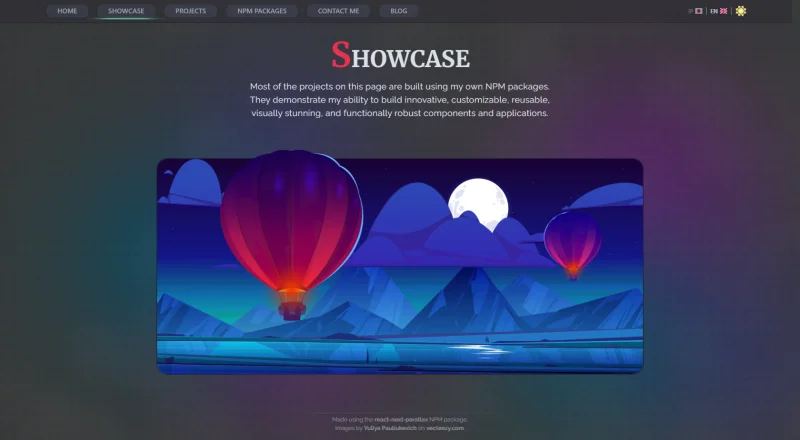 HOME
SHOWCASE
PROJECTS
NPM PACKAGES
CONTACT ME
BLOG
JP
EN
SHOWCASE
Most of the projects on this page are built using my own NPM packages.
They demonstrate my ability to build innovative, customizable, reusable,
visually stunning, and functionally robust components and applications.
Made using the react-next-parallax NPM package.
Images by Yuliya Pauliukevich on vecteezy.com